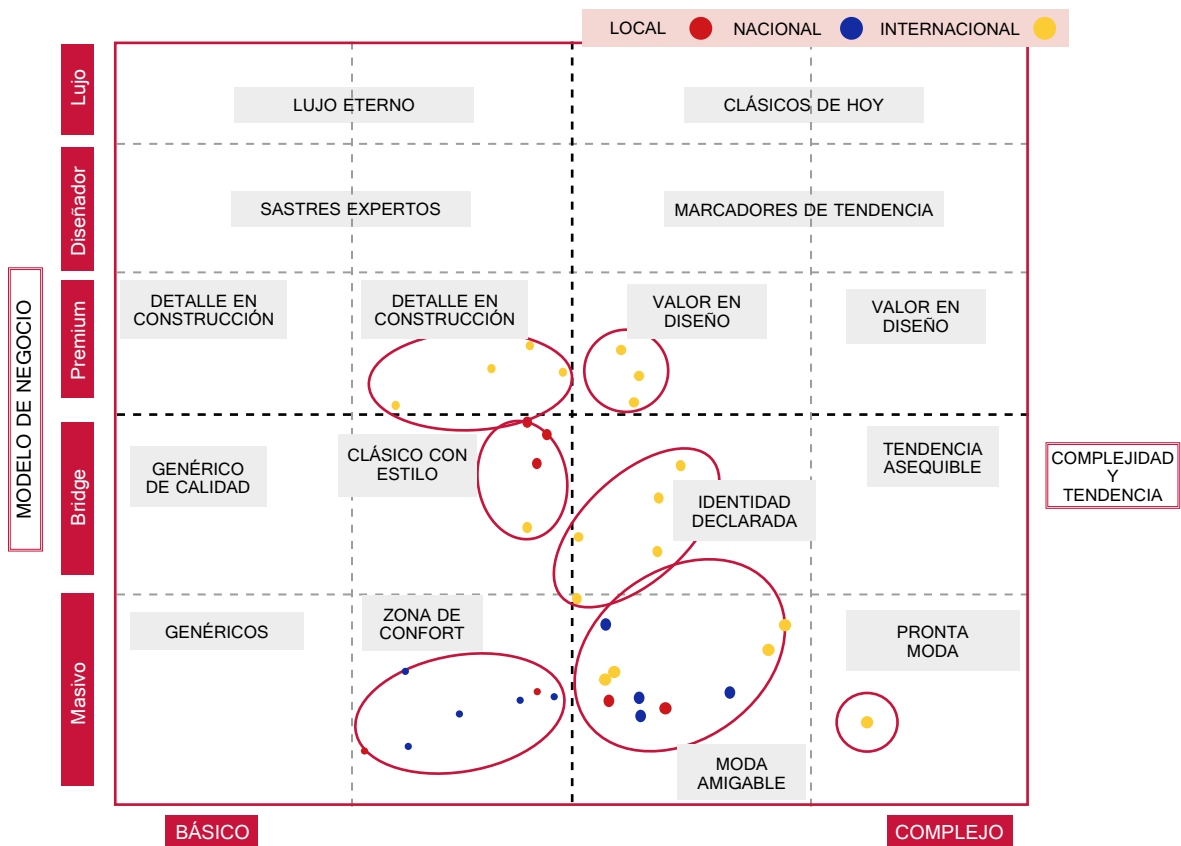 LOCAL NACIONAL INTERNACIONAL
Lujo
LUJO ETERNO
CLÁSICOS DE HOY
Diseñador
SASTRES EXPERTOS
MARCADORES DE TENDENCIA
MODELO DE NEGOCIO
Premium
DETALLE EN
CONSTRUCCIÓN
DETALLE EN
CONSTRUCCIÓN
VALOR EN
DISEÑO
VALOR EN
DISEÑO
Bridge
GENÉRICO
DE CALIDAD
CLÁSICO CON
ESTILO
IDENTIDAD
DECLARADA
TENDENCIA
ASEQUIBLE
COMPLEJIDAD
Y
TENDENCIA
Masivo
GENÉRICOS
ZONA DE
CONFORT
PRONTA
MODA
MODA
AMIGABLE
BÁSICO
COMPLEJO